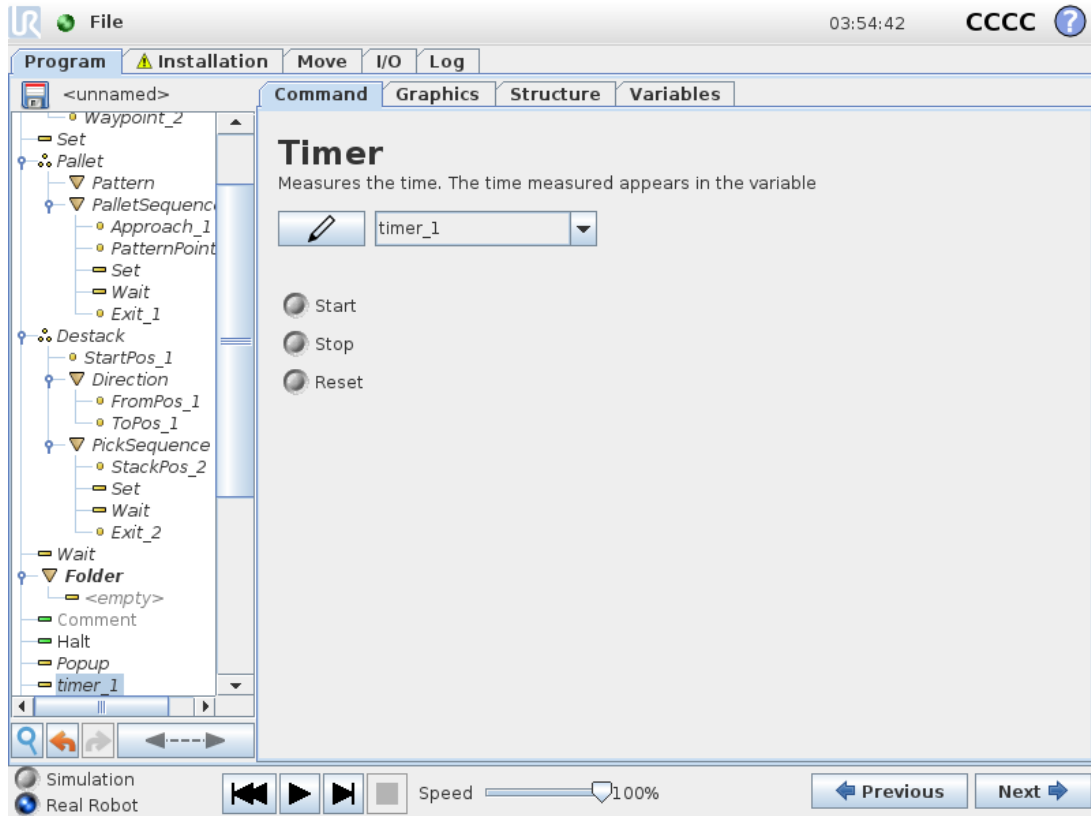 UR File 03:54:42 CCCC ?
Program Installation Move I/O Log
<unnamed>
Command Graphics Structure Variables
Waypoint_2
Set
Pallet
Pattern
PalletSequenc
Approach_1
PatternPoint
Set
Wait
Exit_1
Destack
StartPos_1
Direction
FromPos_1
ToPos_1
PickSequence
StackPos_2
Set
Wait
Exit_2
Wait
Folder
<empty>
Comment
Halt
Popup
timer_1
Timer
Measures the time. The time measured appears in the variable
timer_1
Start
Stop
Reset
Simulation
Real Robot
Speed 100%
Previous Next